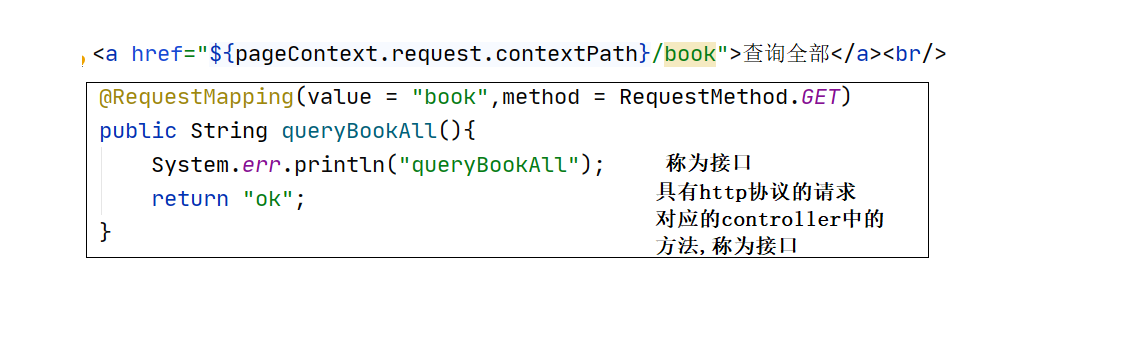 <a href="${pageContext.request.contextPath}/book">查询全部</a><br/>
@RequestMapping(value = "book",method = RequestMethod.GET)
public String queryBookAll(){
System.err.println("queryBookAll");
return "ok";
}
称为接口
具有http协议的请求
对应的controller中的
方法,称为接口